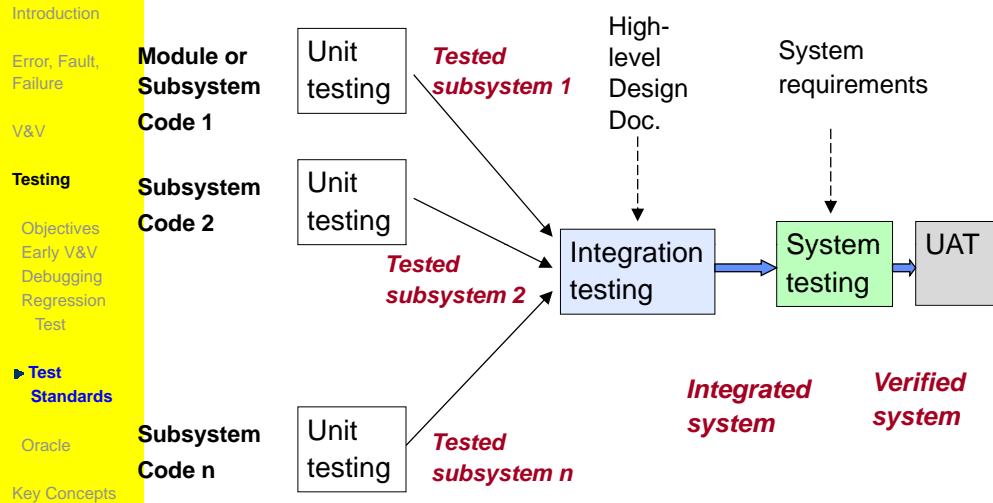 Introduction
Error, Fault,
Failure
V&V
Testing
Objectives
Early V&V
Debugging
Regression
Test
Test
Standards
Oracle
Key Concepts
Module or
Subsystem
Code 1
Unit
testing
Tested
subsystem 1
High-
level
Design
Doc.
System
requirements
Subsystem
Code 2
Unit
testing
Tested
subsystem 2
Integration
testing
System
testing
UAT
Integrated
system
Verified
system
Subsystem
Code n
Unit
testing
Tested
subsystem n